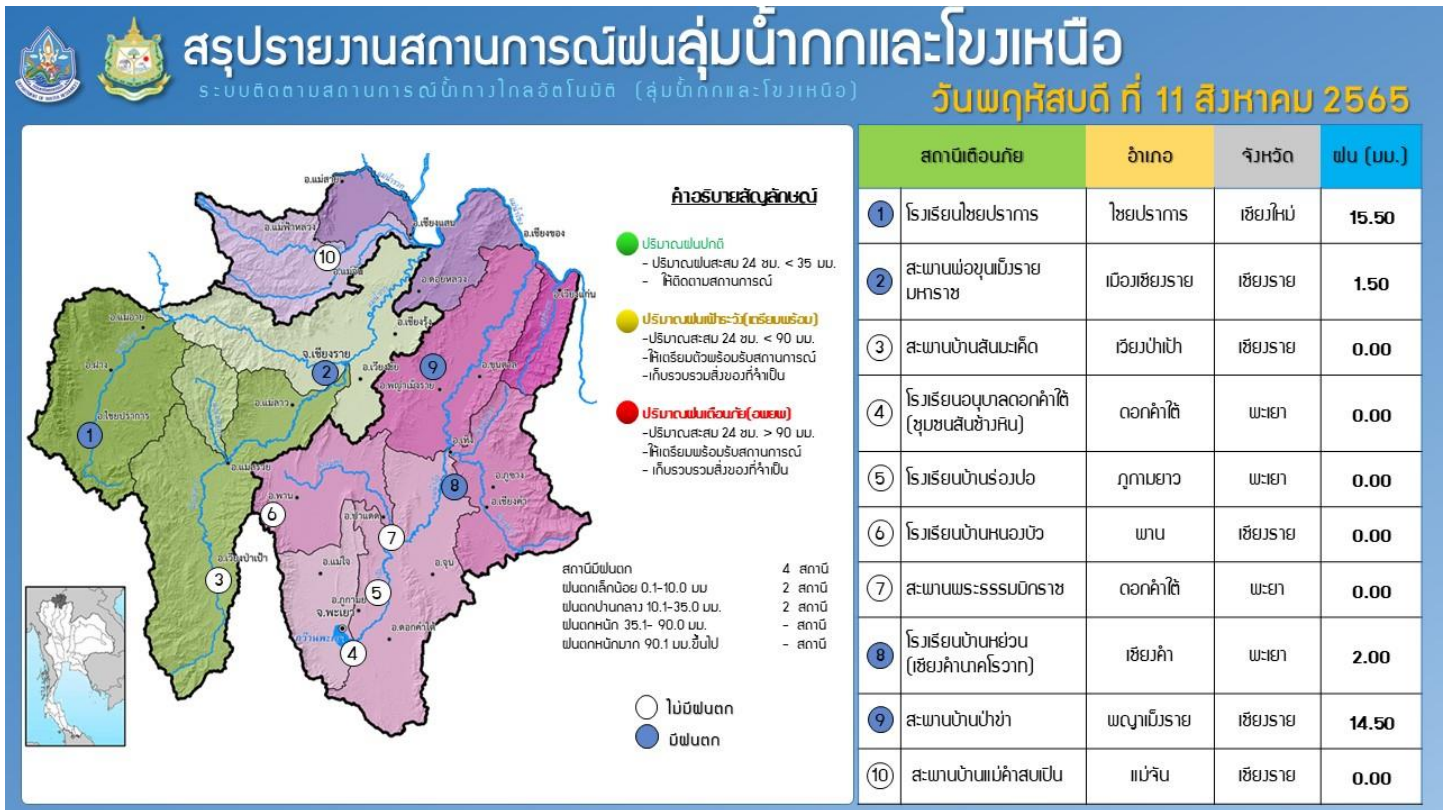 สรุปรายงานสถานการณ์ฝนลุ่มน้ำกกและโขงเหนือ
ระบบติดตามสถานการณ์น้ำทางไกลอัตโนมัติ (ลุ่มน้ำกกและโขงเหนือ)
วันพฤหัสบดี ที่ 11 สิงหาคม 2565
อ.แม่สาย
อ.แม่ฟ้าหลวง
อ.เชียงแสน
อ.เชียงของ
10
อ.แม่จัน
อ.ดอยหลวง
อ.เวียงแก่น
อ.แม่อาย
อ.เชียงรุ้ง
จ.เชียงราย
2
อ.เวียงชัย
9
อ.ขุนตาล
อ.ฝาง
อ.พญาเม็งราย
อ.ไชยปราการ
อ.แม่ลาว
1
อ.เทิง
อ.แม่สรวย
8
อ.ภูซาง
อ.เชียงคำ
อ.พาน
6
อ.ป่าแดด
7
อ.เวียงป่าเป้า
3
อ.แม่ใจ
อ.จุน
5
จ.พะเยา
อ.ดอกคำใต้
กว๊านพะเยา
4
คำอธิบายสัญลักษณ์
ปริมาณฝนปกติ
- ปริมาณฝนสะสม 24 ชม. < 35 มม.
- ให้ติดตามสถานการณ์
ปริมาณฝนเฝ้าระวัง(เตรียมพร้อม)
-ปริมาณสะสม 24 ชม. < 90 มม.
-ให้เตรียมตัวพร้อมรับสถานการณ์
-เก็บรวบรวมสิ่งของที่จำเป็น
ปริมาณฝนเตือนภัย(อพยพ)
-ปริมาณสะสม 24 ชม. > 90 มม.
-ให้เตรียมพร้อมรับสถานการณ์
- เก็บรวบรวมสิ่งของที่จำเป็น
สถานีมีฝนตก 4 สถานี
ฝนตกเล็กน้อย 0.1-10.0 มม 2 สถานี
ฝนตกปานกลาง 10.1-35.0 มม. 2 สถานี
ฝนตกหนัก 35.1- 90.0 มม. - สถานี
ฝนตกหนักมาก 90.1 มม.ขึ้นไป - สถานี
ไม่มีฝนตก
มีฝนตก
สถานีเตือนภัย อำเภอ จังหวัด ฝน (มม.)
1 โรงเรียนไชยปราการ ไชยปราการ เชียงใหม่ 15.50
2 สะพานพ่อขุนเม็งราย
มหาราช เมืองเชียงราย เชียงราย 1.50
3 สะพานบ้านสันมะเค็ด เวียงป่าเป้า เชียงราย 0.00
4 โรงเรียนอนุบาลดอกคำใต้
(ชุมชนสันช้างหิน) ดอกคำใต้ พะเยา 0.00
5 โรงเรียนบ้านร่องปอ ภูกามยาว พะเยา 0.00
6 โรงเรียนบ้านหนองบัว พาน เชียงราย 0.00
7 สะพานพระธรรมมิกราช ดอกคำใต้ พะเยา 0.00
8 โรงเรียนบ้านหย่วน
(เชียงคำนาคโรวาท) เชียงคำ พะเยา 2.00
9 สะพานบ้านป่าข่า พญาเม็งราย เชียงราย 14.50
10 สะพานบ้านแม่คำสบเปิน แม่จัน เชียงราย 0.00